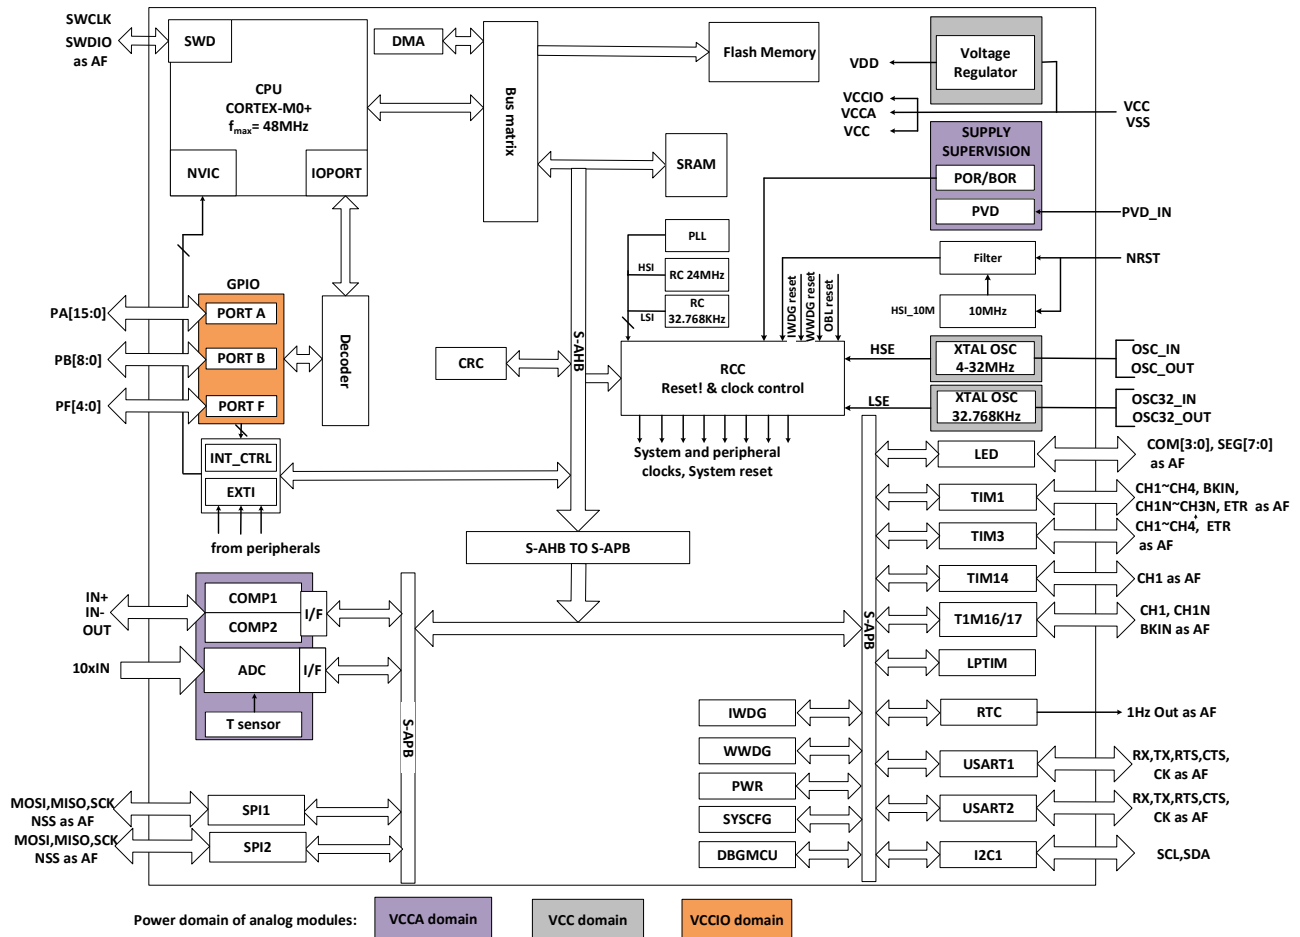 SWCLK
SWDIO
as AF
SWD
CPU
CORTEX-M0+
fmax= 48MHz
NVIC
IOPORT
DMA
Bus matrix
Flash Memory
SRAM
Voltage
Regulator
VDD
VCCIO
VCCA
VCC
VCC
VSS
SUPPLY
SUPERVISION
POR/BOR
PVD
PVD_IN
PLL
HSI
RC 24MHz
LSI
RC
32.768KHz
Filter
NRST
HSI_10M
10MHz
IWDG reset
WWDG reset
OBL reset
GPIO
PA[15:0]
PORT A
PB[8:0]
PORT B
PF[4:0]
PORT F
Decoder
CRC
S-AHB
RCC
Reset! & clock control
HSE
XTAL OSC
4-32MHz
OSC_IN
OSC_OUT
LSE
XTAL OSC
32.768KHz
OSC32_IN
OSC32_OUT
System and peripheral
clocks, System reset
INT_CTRL
EXTI
from peripherals
S-AHB TO S-APB
LED
COM[3:0], SEG[7:0]
as AF
TIM1
CH1~CH4, BKIN,
CH1N~CH3N, ETR as AF
TIM3
CH1~CH4, ETR
as AF
TIM14
CH1 as AF
T1M16/17
CH1, CH1N
BKIN as AF
LPTIM
S-APB
IN+
IN-
OUT
COMP1
COMP2
I/F
10xIN
ADC
I/F
T sensor
S-APB
IWDG
WWDG
PWR
SYSCFG
DBGMCU
RTC
1Hz Out as AF
USART1
RX,TX,RTS,CTS,
CK as AF
USART2
RX,TX,RTS,CTS,
CK as AF
I2C1
SCL,SDA
MOSI,MISO,SCK
NSS as AF
SPI1
MOSI,MISO,SCK
NSS as AF
SPI2
Power domain of analog modules:
VCCA domain
VCC domain
VCCIO domain